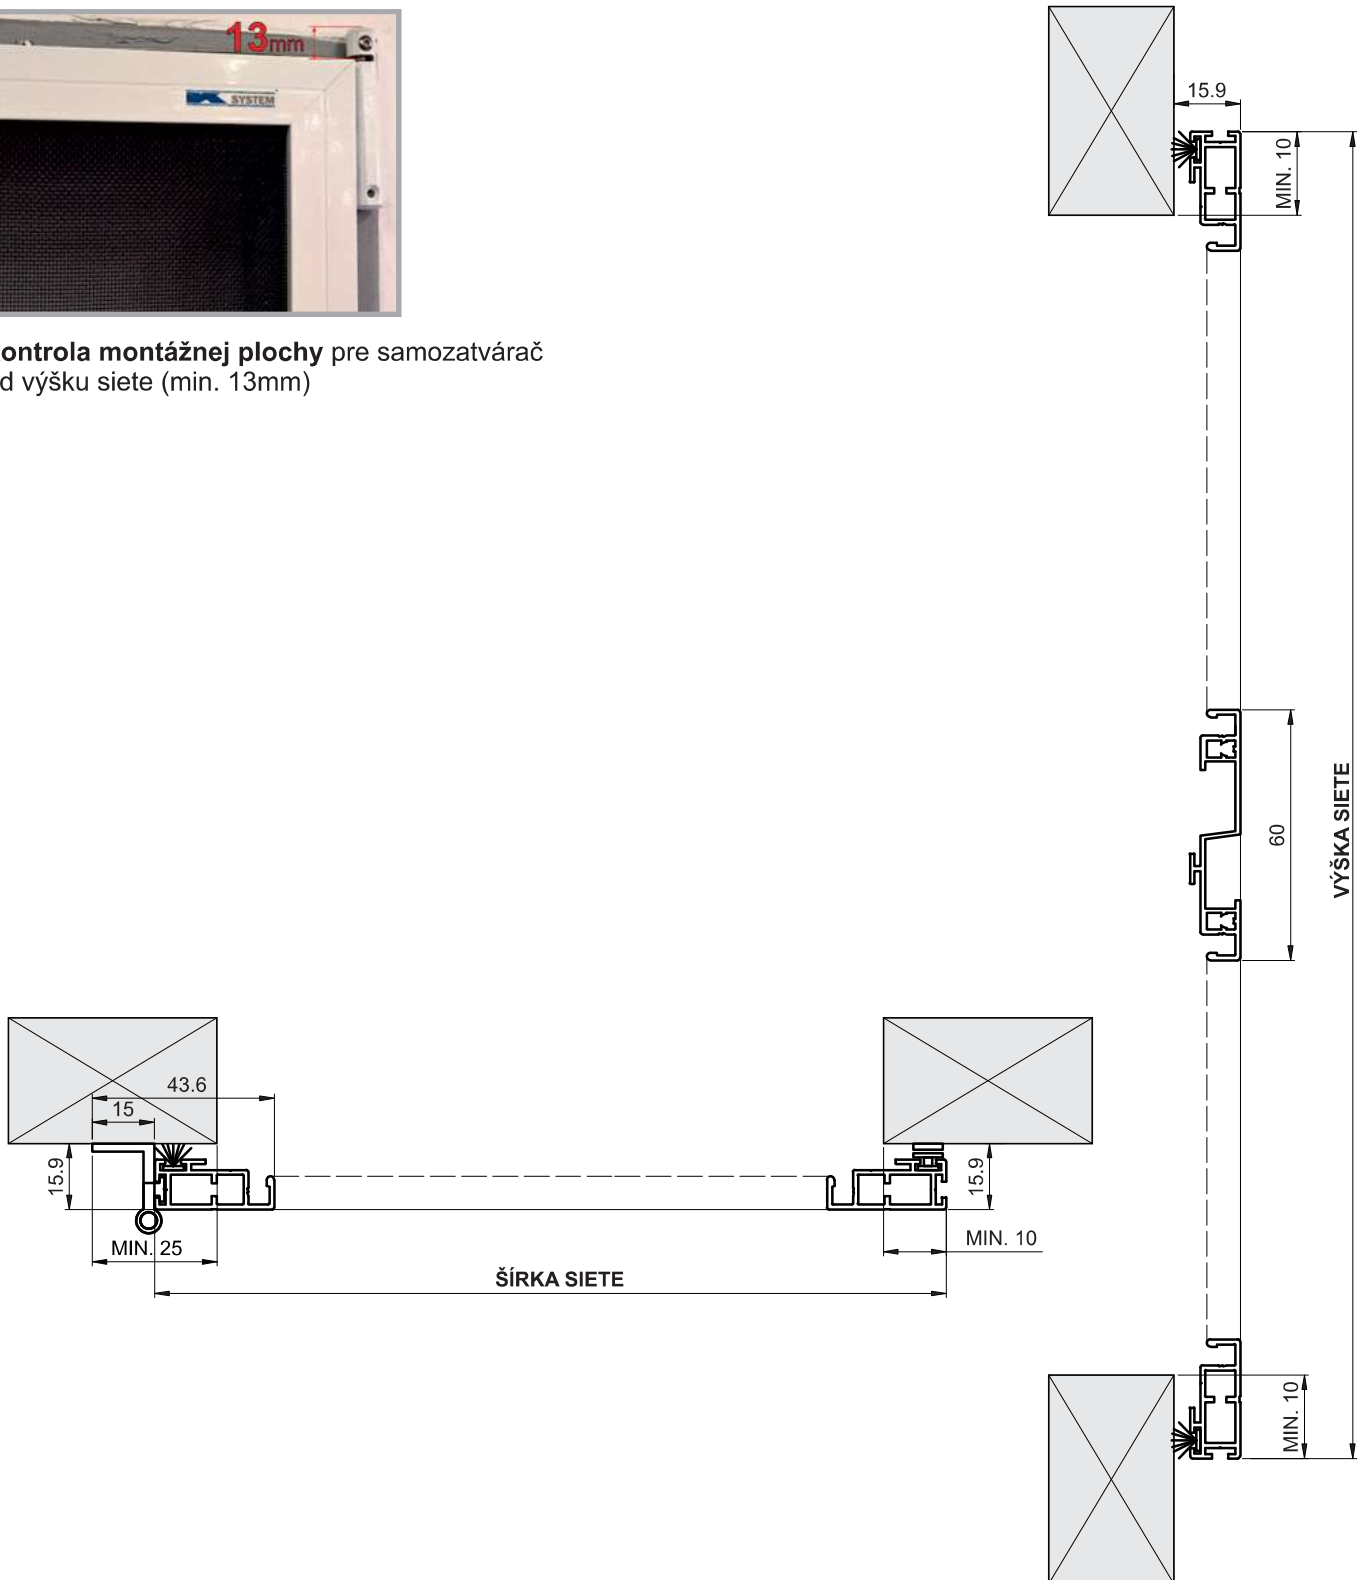 13mm
SYSTEM
ontrola montážnej plochy pre samozatvárač
d výšku siete (min. 13mm)
15.9
MIN. 10
60
VÝŠKA SIETE
43.6
15
15.9
15.9
MIN. 25
MIN. 10
ŠÍRKA SIETE
MIN. 10